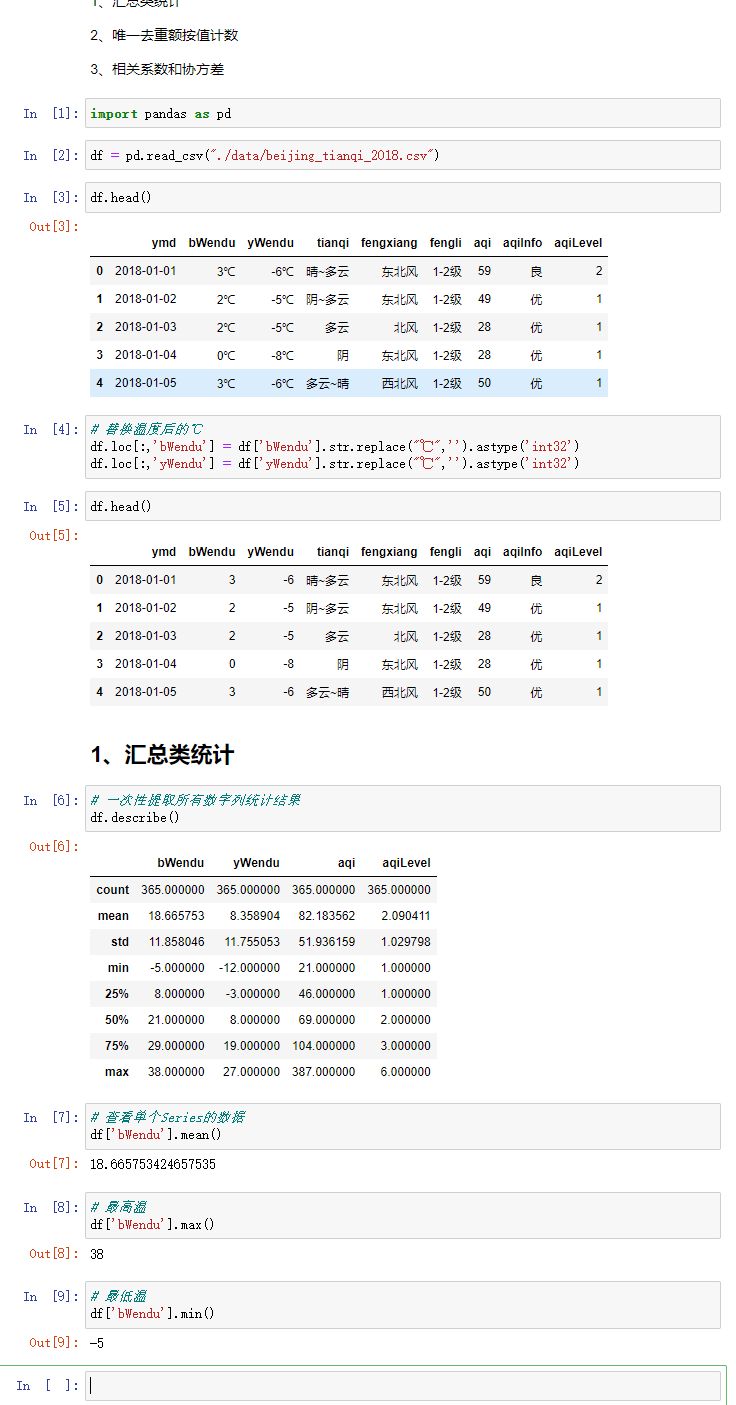 1、汇总类统计
2、唯一去重额按值计数
3、相关系数和协方差
In [1]: import pandas as pd
In [2]: df = pd.read_csv("./data/beijing_tianqi_2018.csv")
In [3]: df.head()
Out[3]:
ymd bWendu yWendu tianqi fengxiang fengli aqi aqiInfo aqiLevel
0 2018-01-01 3℃ -6℃ 晴~多云 东北风 1-2级 59 良 2
1 2018-01-02 2℃ -5℃ 阴~多云 东北风 1-2级 49 优 1
2 2018-01-03 2℃ -5℃ 多云 北风 1-2级 28 优 1
3 2018-01-04 0℃ -8℃ 阴 东北风 1-2级 28 优 1
4 2018-01-05 3℃ -6℃ 多云~晴 西北风 1-2级 50 优 1
In [4]: # 替换温度后的℃
df.loc[:,'bWendu'] = df['bWendu'].str.replace("℃",'').astype('int32')
df.loc[:,'yWendu'] = df['yWendu'].str.replace("℃",'').astype('int32')
In [5]: df.head()
Out[5]:
ymd bWendu yWendu tianqi fengxiang fengli aqi aqiInfo aqiLevel
0 2018-01-01 3 -6 晴~多云 东北风 1-2级 59 良 2
1 2018-01-02 2 -5 阴~多云 东北风 1-2级 49 优 1
2 2018-01-03 2 -5 多云 北风 1-2级 28 优 1
3 2018-01-04 0 -8 阴 东北风 1-2级 28 优 1
4 2018-01-05 3 -6 多云~晴 西北风 1-2级 50 优 1
1、汇总类统计
In [6]: # 一次性提取所有数字列统计结果
df.describe()
Out[6]:
bWendu yWendu aqi aqiLevel
count 365.000000 365.000000 365.000000 365.000000
mean 18.665753 8.358904 82.183562 2.090411
std 11.858046 11.755053 51.936159 1.029798
min -5.000000 -12.000000 21.000000 1.000000
25% 8.000000 -3.000000 46.000000 1.000000
50% 21.000000 8.000000 69.000000 2.000000
75% 29.000000 19.000000 104.000000 3.000000
max 38.000000 27.000000 387.000000 6.000000
In [7]: # 查看单个Series的数据
df['bWendu'].mean()
Out[7]: 18.665753424657535
In [8]: # 最高温
df['bWendu'].max()
Out[8]: 38
In [9]: # 最低温
df['bWendu'].min()
Out[9]: -5
In [ ]: